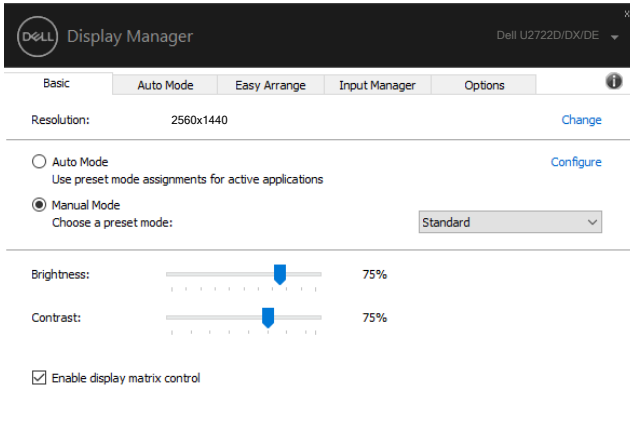 x
DELL Display Manager
Dell U2722D/DX/DE
Basic Auto Mode Easy Arrange Input Manager Options i
Resolution: 2560x1440 Change
Auto Mode Configure
Use preset mode assignments for active applications
Manual Mode
Choose a preset mode: Standard
Brightness: 75%
Contrast: 75%
Enable display matrix control